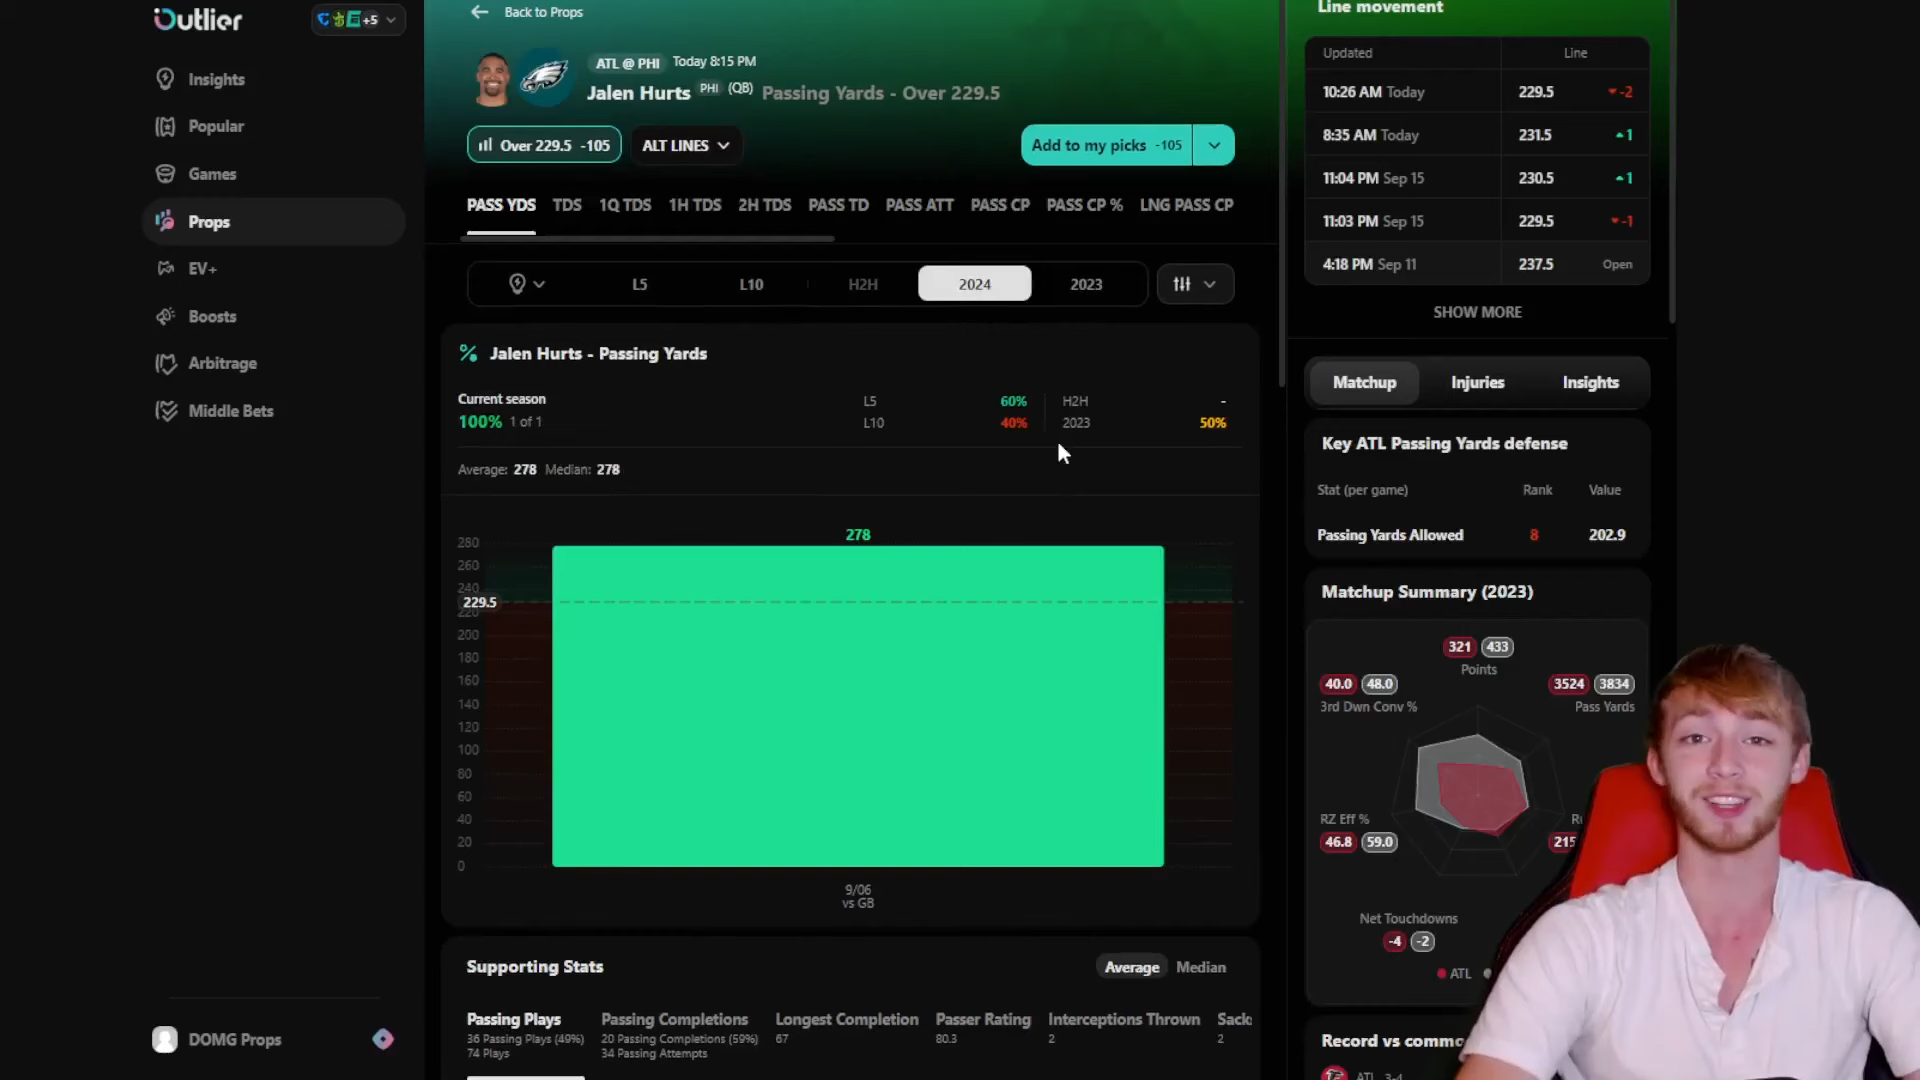 Outlier
+5
Insights
Popular
Games
Props
EV+
Boosts
Arbitrage
Middle Bets
DOMG Props
Back to Props
ATL @ PHI Today 8:15 PM
Jalen Hurts PHI (QB) Passing Yards - Over 229.5
Over 229.5 -105
ALT LINES
Add to my picks -105
PASS YDS TDS 1Q TDS 1H TDS 2H TDS PASS TD PASS ATT PASS CP PASS CP % LNG PASS CP
L5 L10 H2H 2024 2023
Jalen Hurts - Passing Yards
Current season
100% 1 of 1
L5 60% H2H -
L10 40% 2023 50%
Average: 278 Median: 278
278
280
260
240
229.5
220
200
180
160
140
120
100
80
60
40
20
0
9/06
vs GB
Supporting Stats
Average Median
Passing Plays Passing Completions Longest Completion Passer Rating Interceptions Thrown Sack
36 Passing Plays (49%) 20 Passing Completions (59%) 67 80.3 2 2
74 Plays 34 Passing Attempts
Line movement
Updated Line
10:26 AM Today 229.5 -2
8:35 AM Today 231.5 1
11:04 PM Sep 15 230.5 1
11:03 PM Sep 15 229.5 -1
4:18 PM Sep 11 237.5 Open
SHOW MORE
Matchup Injuries Insights
Key ATL Passing Yards defense
Stat (per game) Rank Value
Passing Yards Allowed 8 202.9
Matchup Summary (2023)
321 433
Points
40.0 48.0
3rd Dwn Conv %
3524 3834
Pass Yards
RZ Eff %
46.8 59.0
215
Net Touchdowns
-4 -2
ATL
Record vs commo
ATL 3-4